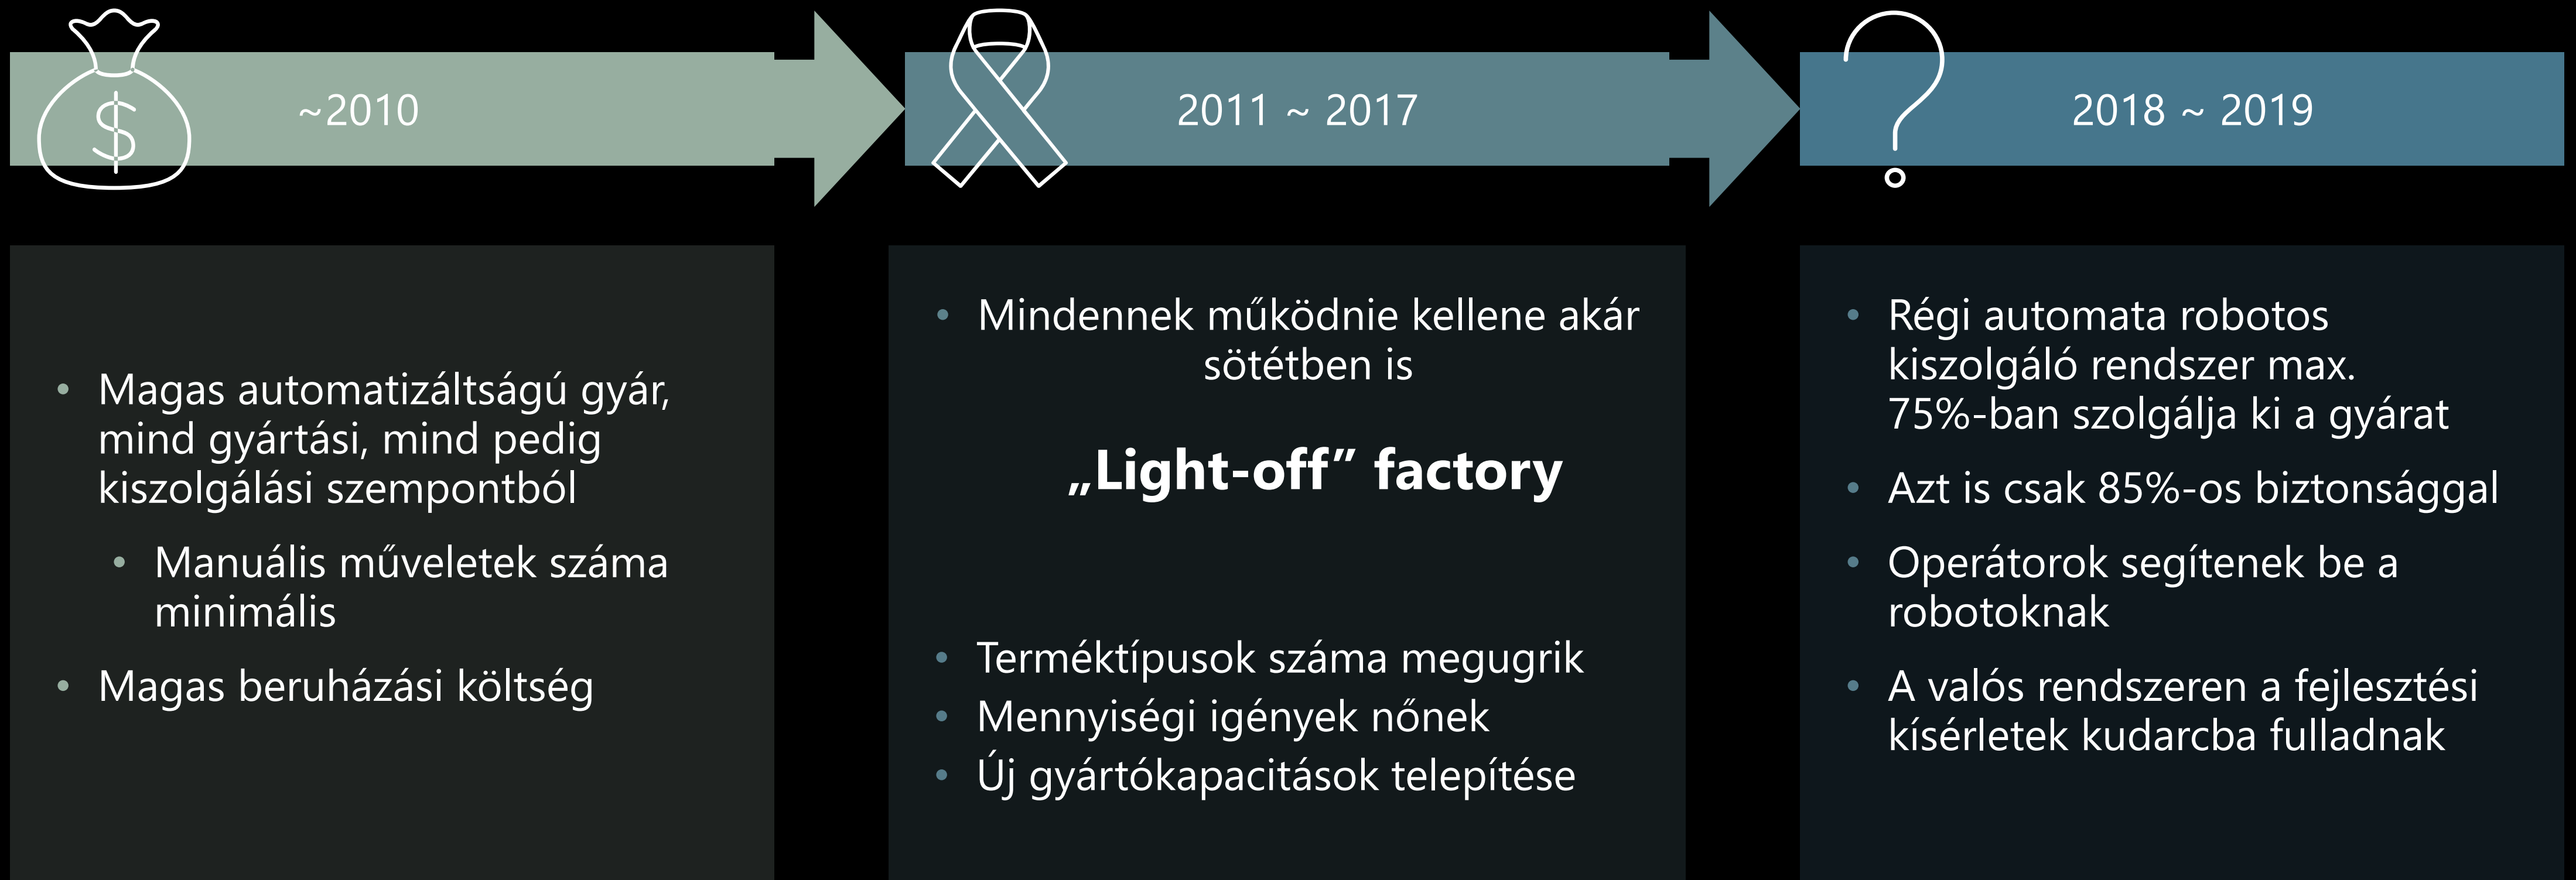 ~2010
• Magas automatizáltságú gyár,
mind gyártási, mind pedig
kiszolgálási szempontból
• Manuális műveletek száma
minimális
• Magas beruházási költség
2011 ~ 2017
• Mindennek működnie kellene akár
sötétben is
„Light-off” factory
• Terméktípusok száma megugrik
• Mennyiségi igények nőnek
• Új gyártókapacitások telepítése
2018 ~ 2019
• Régi automata robotos
kiszolgáló rendszer max.
75%-ban szolgálja ki a gyárat
• Azt is csak 85%-os biztonsággal
• Operátorok segítenek be a
robotoknak
• A valós rendszeren a fejlesztési
kísérletek kudarcba fulladnak